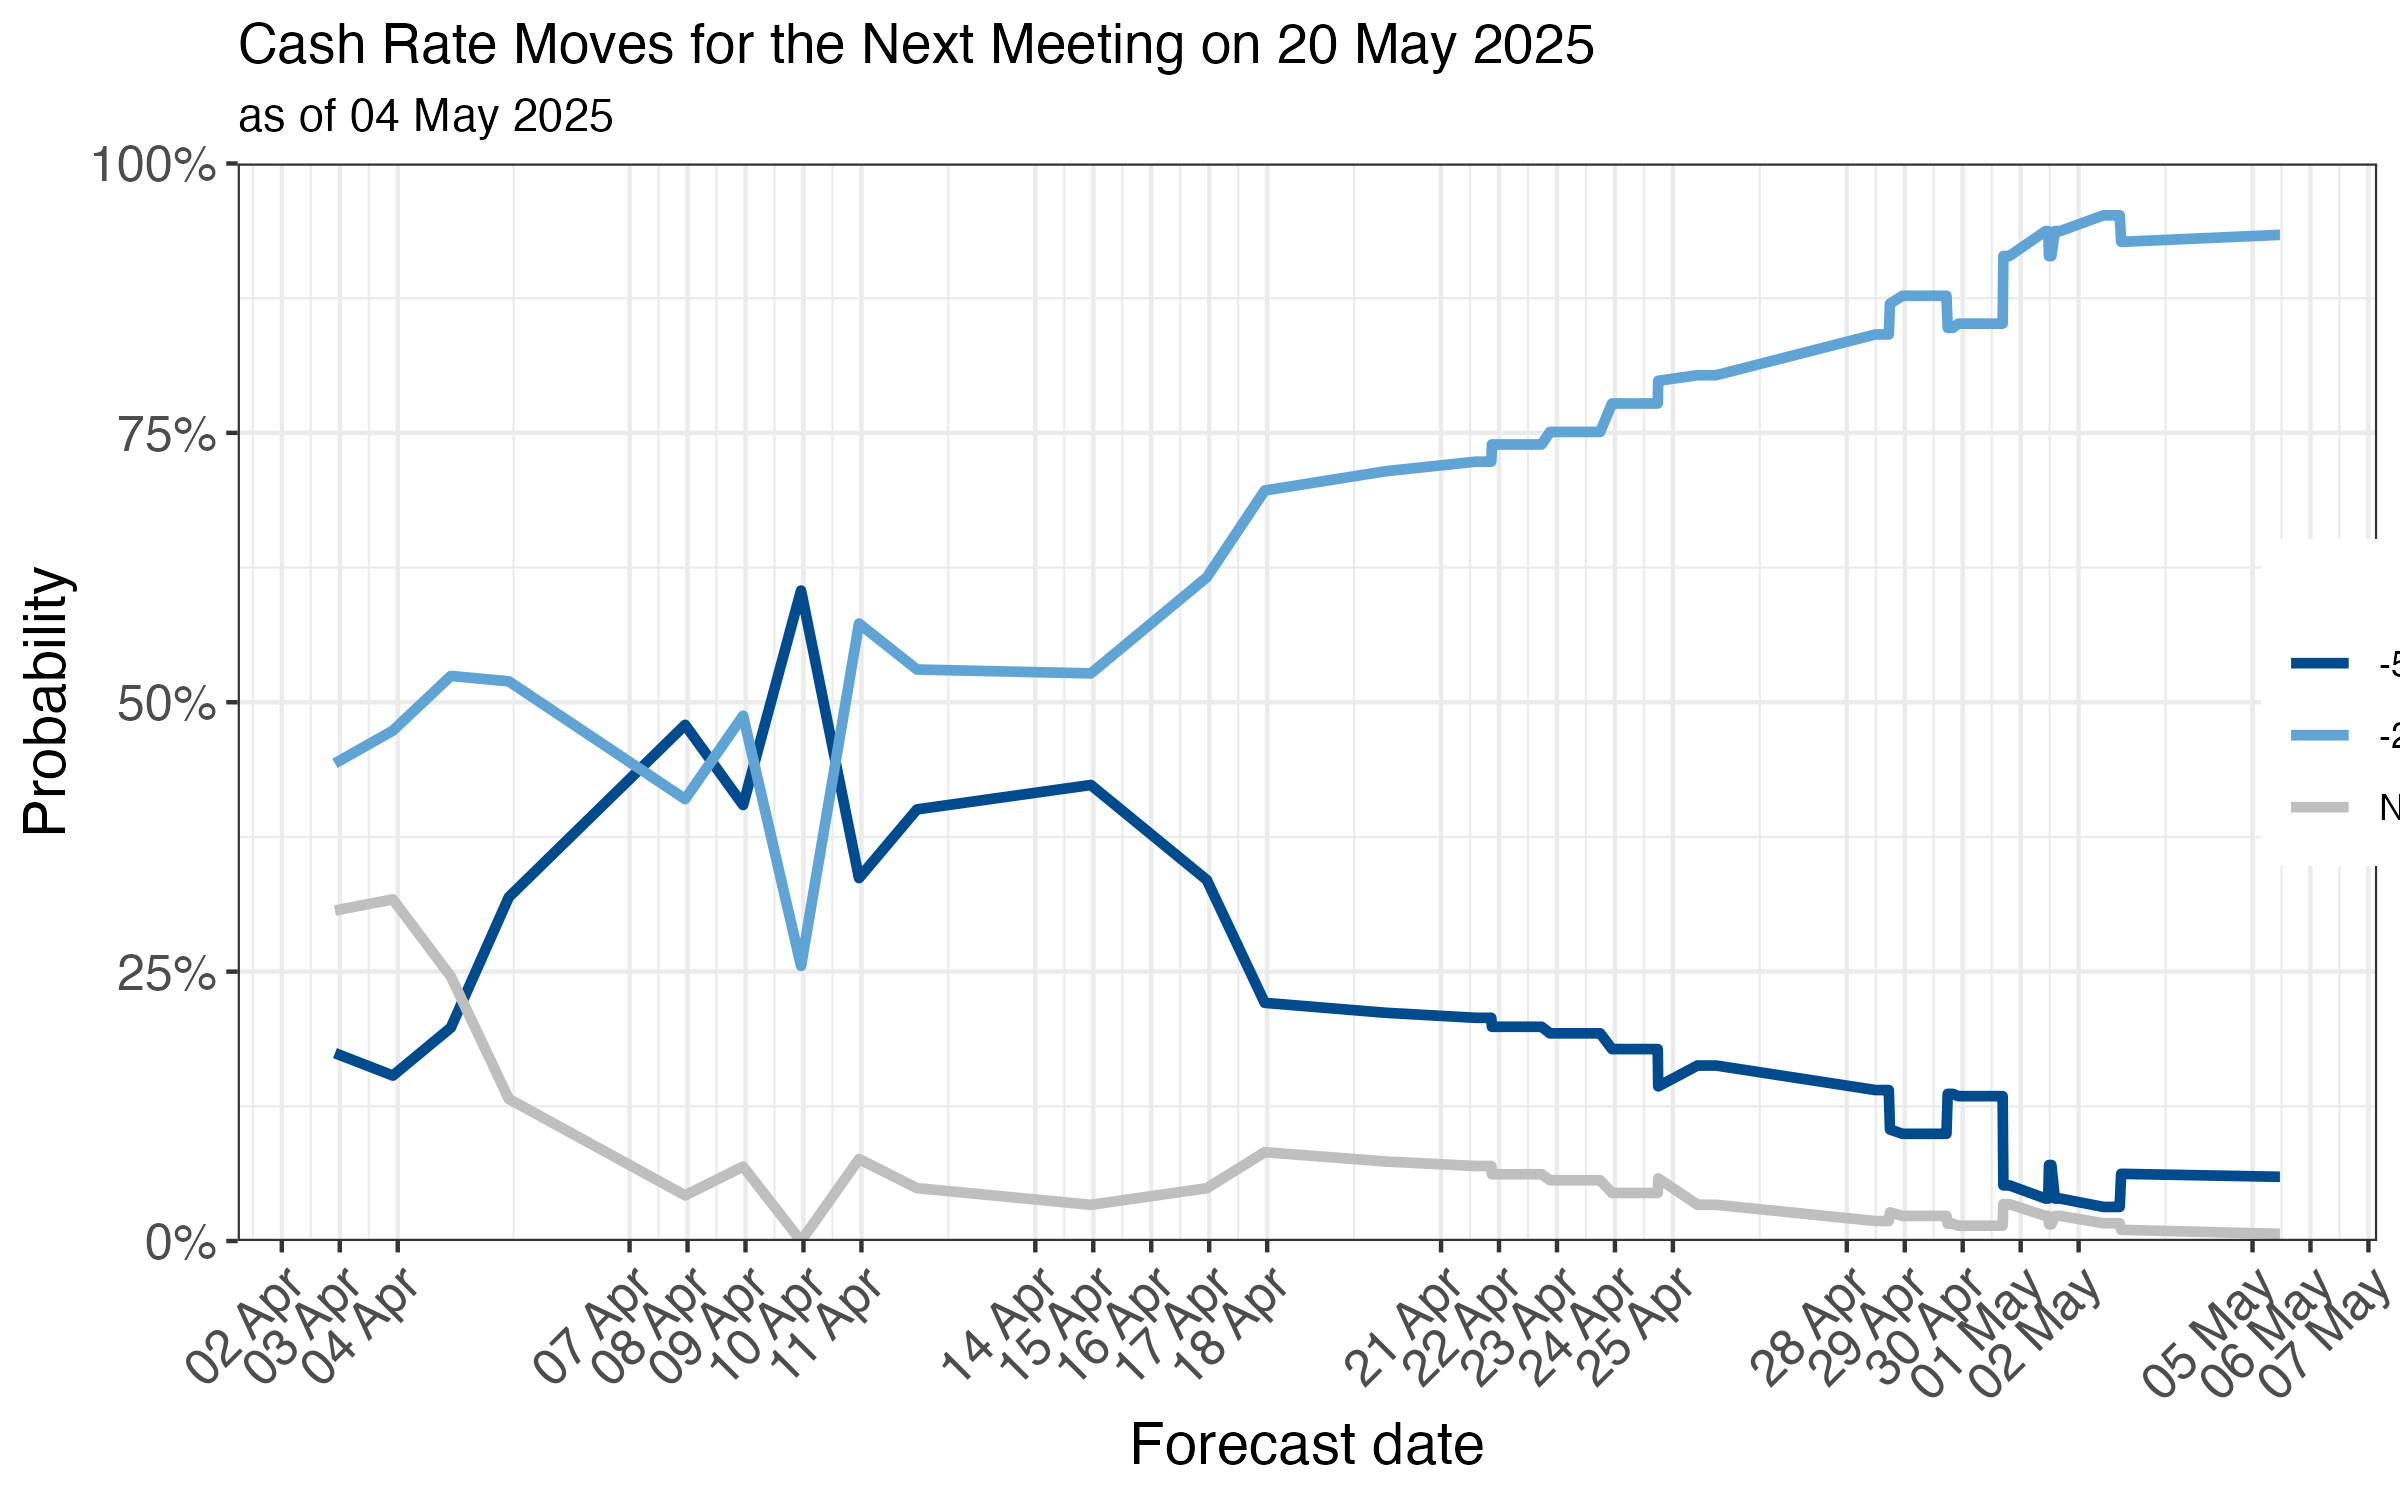 Cash Rate Moves for the Next Meeting on 20 May 2025
as of 04 May 2025
100%
75%
50%
25%
0%
Probability
-5
-2
N
02 Apr
03 Apr
04 Apr
07 Apr
08 Apr
09 Apr
10 Apr
11 Apr
14 Apr
15 Apr
16 Apr
17 Apr
18 Apr
21 Apr
22 Apr
23 Apr
24 Apr
25 Apr
28 Apr
29 Apr
30 Apr
01 May
02 May
05 May
06 May
07 May
Forecast date